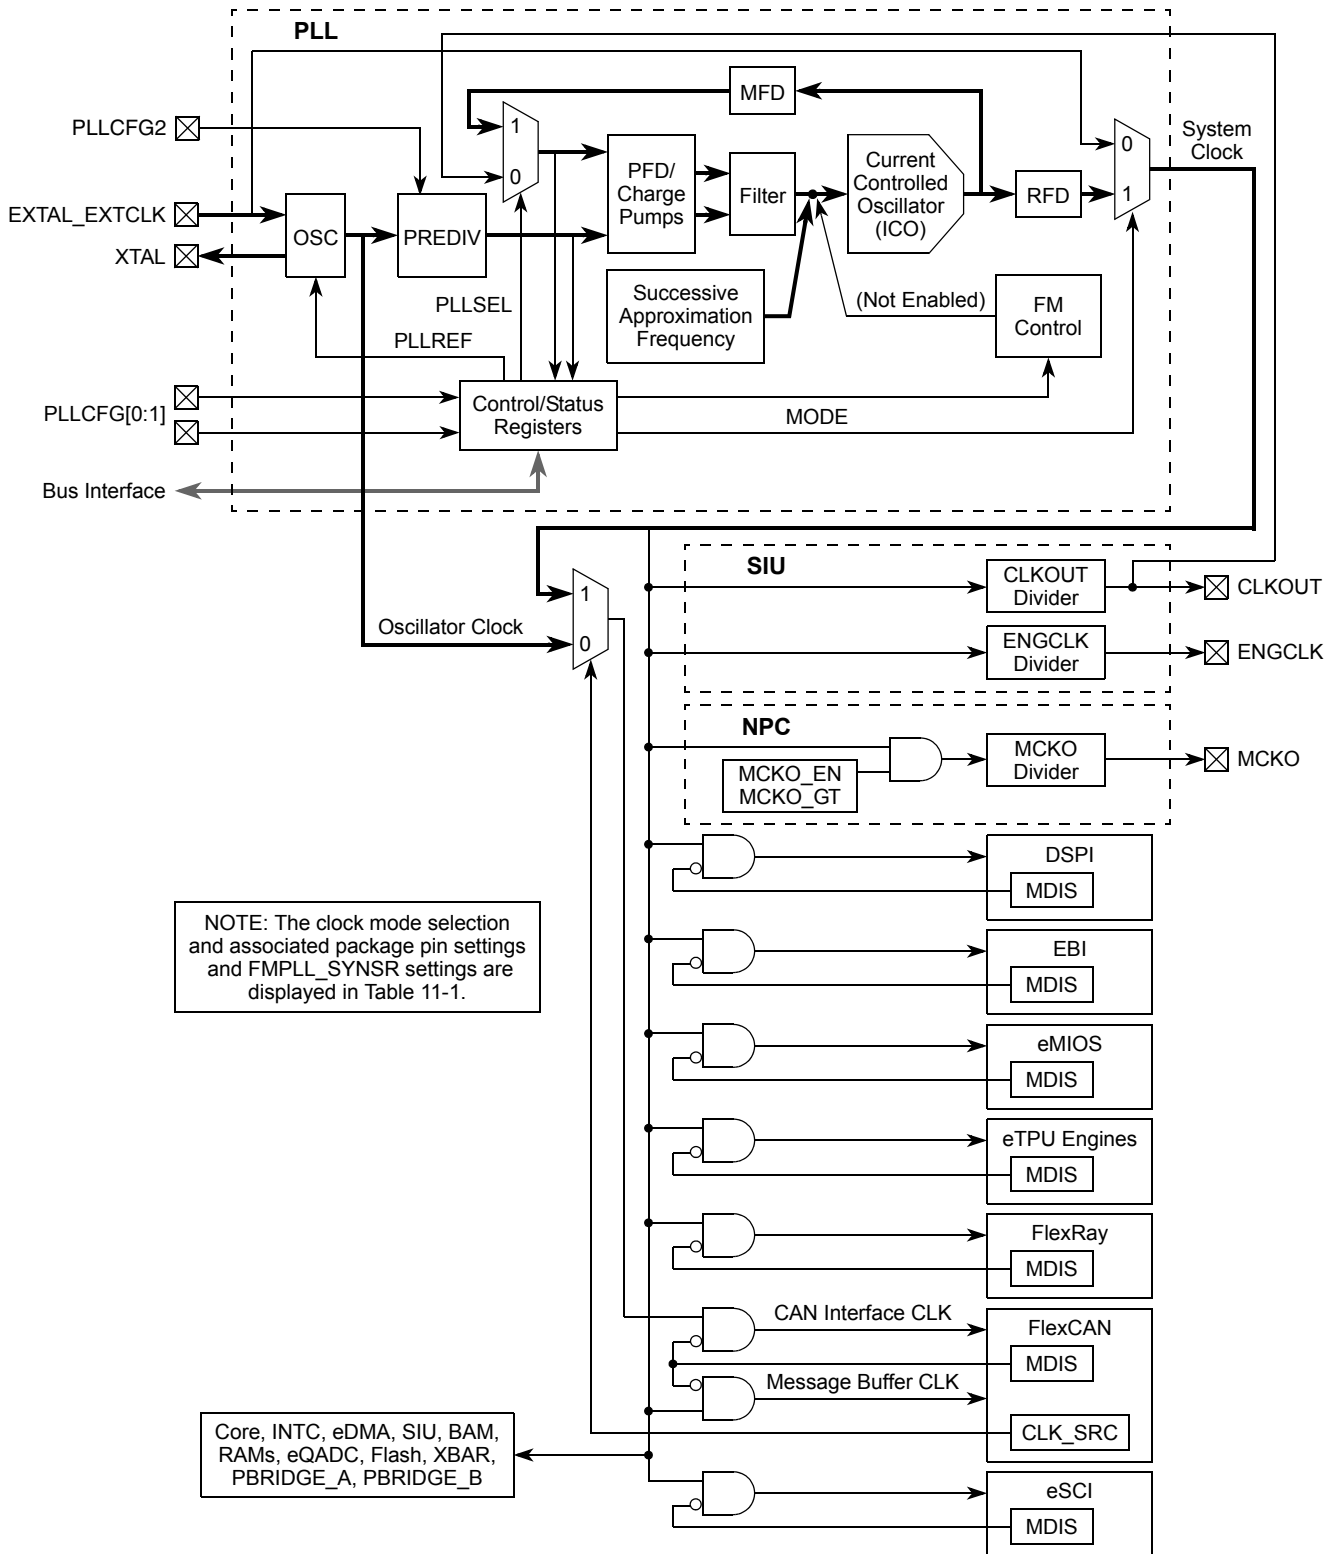 PLL
MFD
PLLCFG2
1
0
System
Clock
0
1
PFD/
Charge
Pumps
Filter
Current
Controlled
Oscillator
(ICO)
RFD
EXTAL_EXTCLK
OSC
PREDIV
XTAL
PLLSEL
PLLREF
Successive
Approximation
Frequency
(Not Enabled)
FM
Control
PLLCFG[0:1]
Control/Status
Registers
MODE
Bus Interface
SIU
CLKOUT
Divider
CLKOUT
1
0
Oscillator Clock
ENGCLK
Divider
ENGCLK
NPC
MCKO_EN
MCKO_GT
MCKO
Divider
MCKO
DSPI
MDIS
NOTE: The clock mode selection
and associated package pin settings
and FMPLL_SYNSR settings are
displayed in Table 11-1.
EBI
MDIS
eMIOS
MDIS
eTPU Engines
MDIS
FlexRay
MDIS
CAN Interface CLK
FlexCAN
MDIS
Message Buffer CLK
CLK_SRC
Core, INTC, eDMA, SIU, BAM,
RAMs, eQADC, Flash, XBAR,
PBRIDGE_A, PBRIDGE_B
eSCI
MDIS